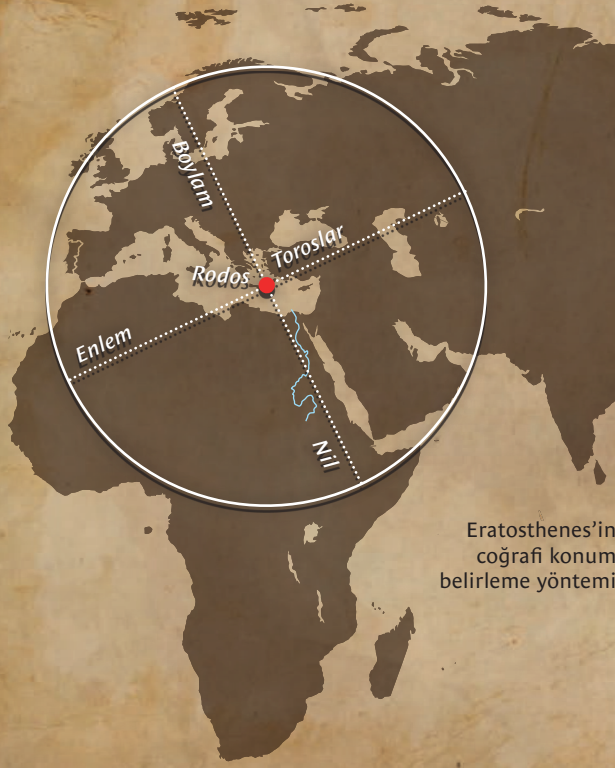 Boylam
Toroslar
Rodos
Enlem
Nil
Eratosthenes’in
coğrafi konum
belirleme yöntemi